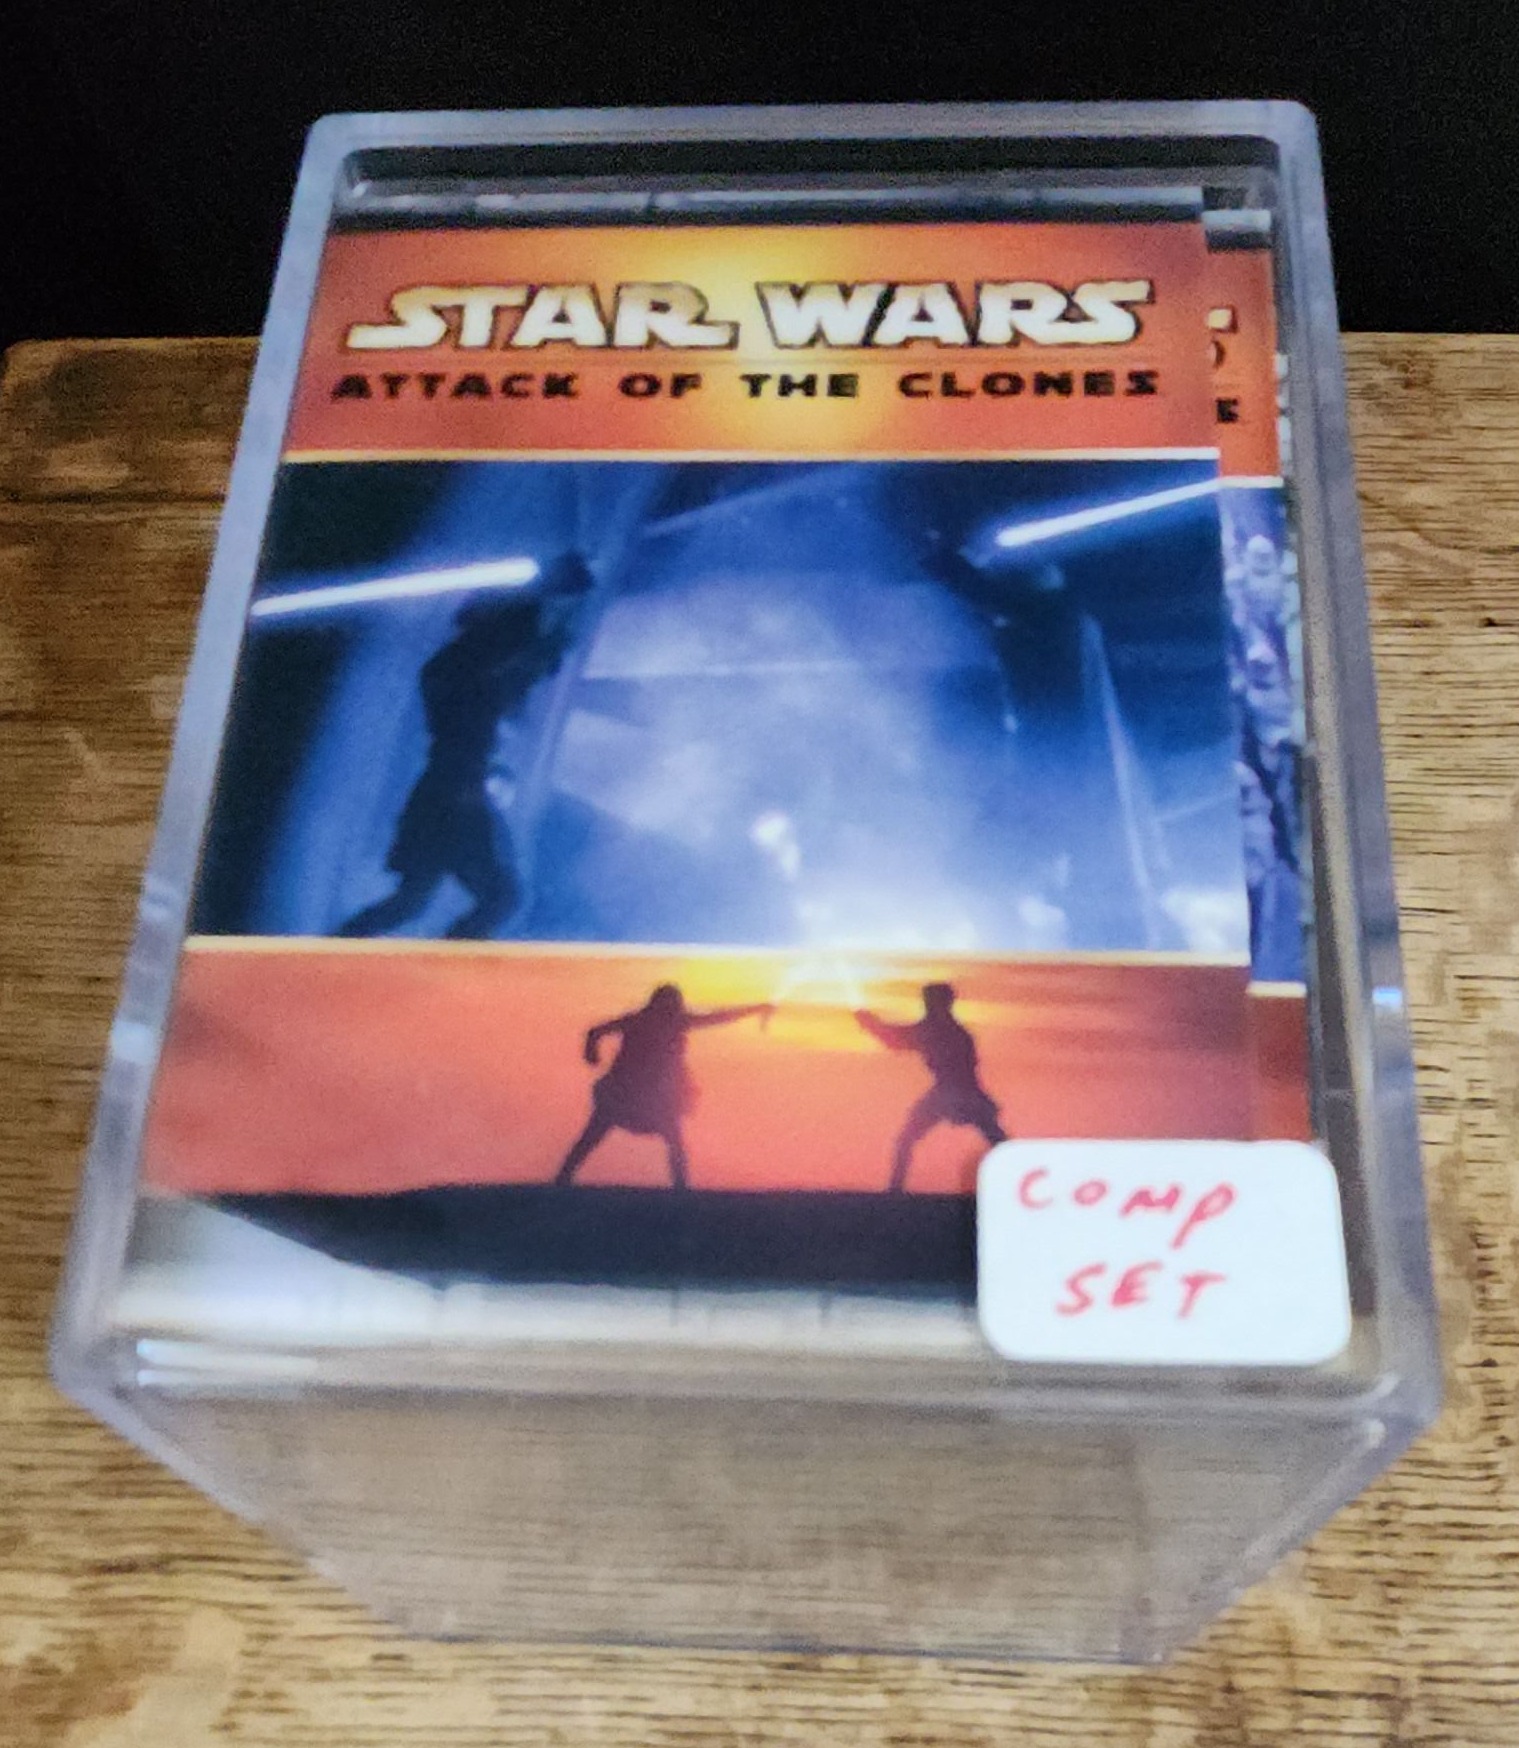 STAR WARS
ATTACK OF THE CLONES
COMP
SET